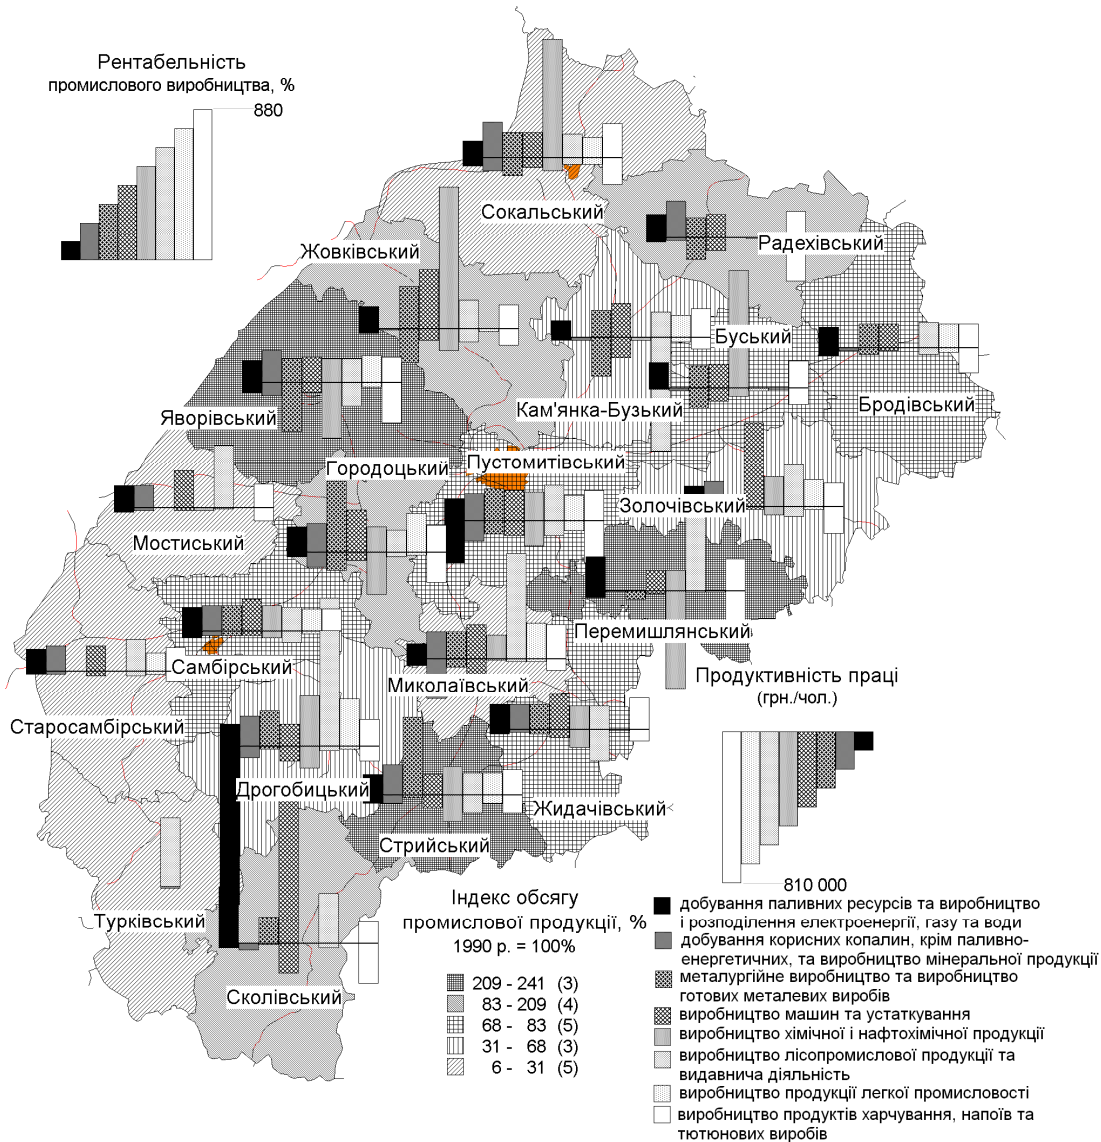 Рентабельність
промислового виробництва, %
880
Сокальський
Радехівський
Жовківський
Буський
Кам'янка-Бузький
Бродівський
Яворівський
Городоцький
Пустомитівський
Золочівський
Мостиський
Перемишлянський
Самбірський
Миколаївський
Продуктивність праці
(грн./чол.)
Старосамбірський
Дрогобицький
Жидачівський
Стрийський
810 000
Турківський
Сколівський
Індекс обсягу
промислової продукції, %
1990 р. = 100%
209 - 241 (3)
83 - 209 (4)
68 - 83 (5)
31 - 68 (3)
6 - 31 (5)
добування паливних ресурсів та виробництво
і розподілення електроенергії, газу та води
добування корисних копалин, крім паливно-
енергетичних, та виробництво мінеральної продукції
металургійне виробництво та виробництво
готових металевих виробів
виробництво машин та устаткування
виробництво хімічної і нафтохімічної продукції
виробництво лісопромислової продукції та
видавнича діяльність
виробництво продукції легкої промисловості
виробництво продуктів харчування, напоїв та
тютюнових виробів